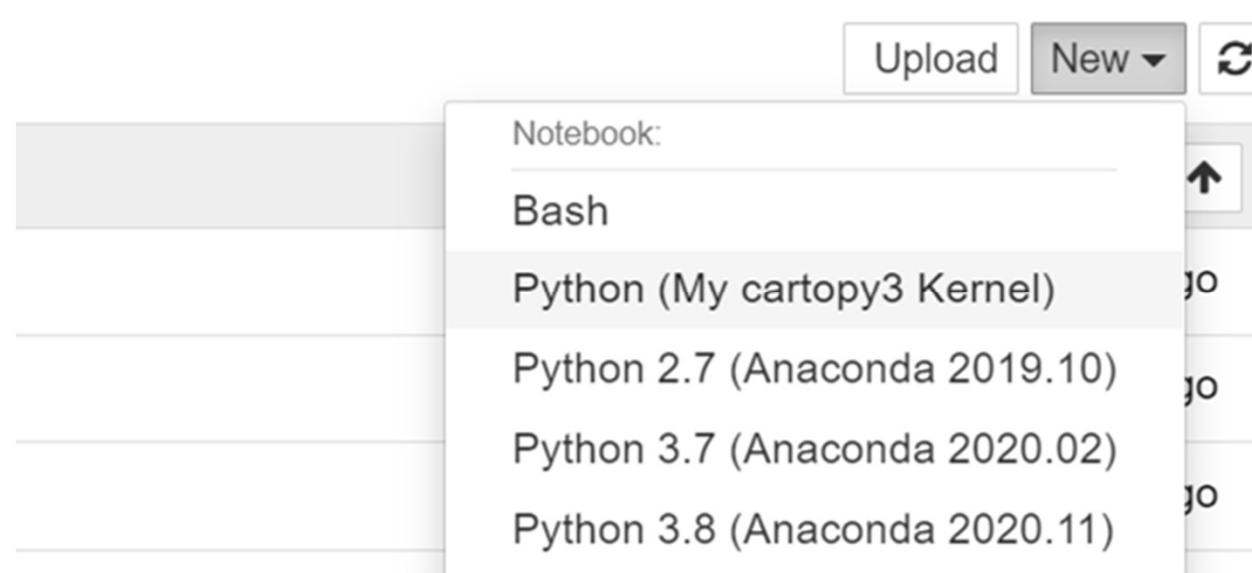 Upload New
Notebook:
Bash
Python (My cartopy3 Kernel)
Python 2.7 (Anaconda 2019.10)
Python 3.7 (Anaconda 2020.02)
Python 3.8 (Anaconda 2020.11)